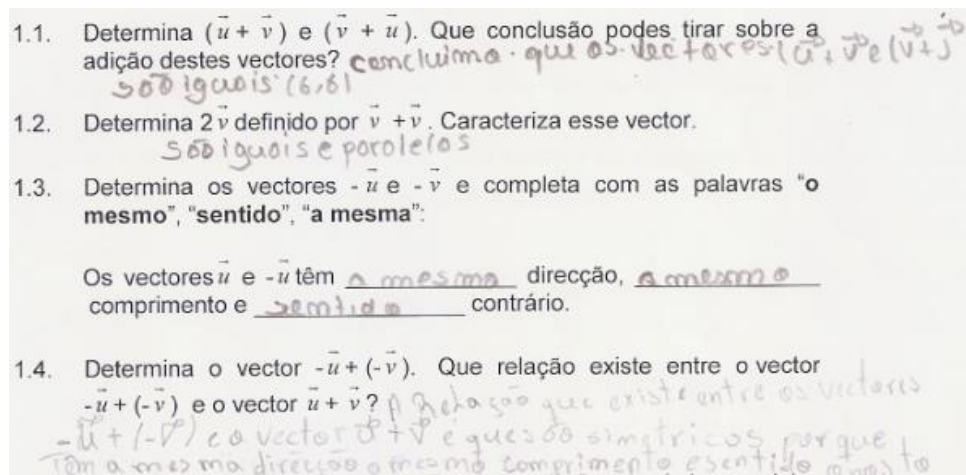 1.1. Determina (u + v) e (v + u). Que conclusão podes tirar sobre a
adição destes vectores? concluimo que os vectores (u + v e (v +
são iguais (6,6)
1.2. Determina 2 v definido por v + v. Caracteriza esse vector.
São iguais e paralelos
1.3. Determina os vectores - u e - v e completa com as palavras “o
mesmo”, “sentido”, “a mesma”:
Os vectores u e -u têm a mesma direcção, o mesmo
comprimento e sentido contrário.
1.4. Determina o vector -u + (-v). Que relação existe entre o vector
-u + (-v) e o vector u + v? A Relação que existe entre os vectores
-u + (-v) e o vector u + v é que são simetricos porque
Têm a mesma direcção o mesmo comprimento e sentido oposto